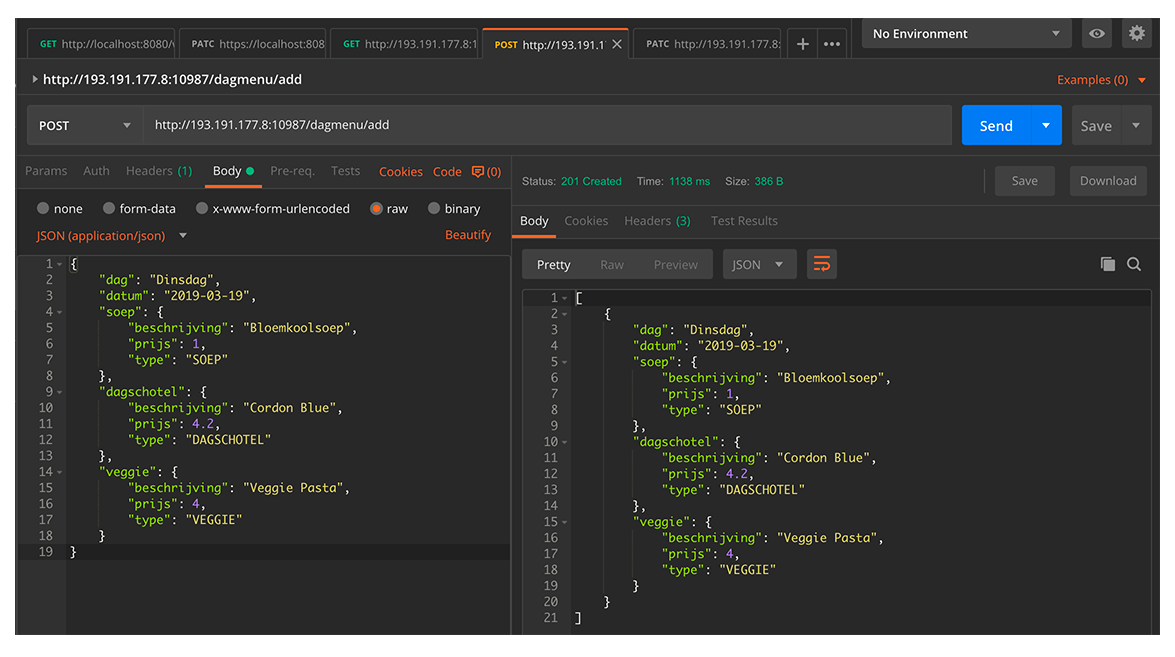 GET http://localhost:8080/ PATC https://localhost:808 GET http://193.191.177.8:1 POST http://193.191.1 PATC http://193.191.177.8: No Environment
http://193.191.177.8:10987/dagmenu/add Examples (0)
POST http://193.191.177.8:10987/dagmenu/add Send Save
Params Auth Headers (1) Body Pre-req. Tests Cookies Code (0)
none form-data x-www-form-urlencoded raw binary
JSON (application/json) Beautify
1 {
2 "dag": "Dinsdag",
3 "datum": "2019-03-19",
4 "soep": {
5 "beschrijving": "Bloemkoolsoep",
6 "prijs": 1,
7 "type": "SOEP"
8 },
9 "dagschotel": {
10 "beschrijving": "Cordon Blue",
11 "prijs": 4.2,
12 "type": "DAGSCHOTEL"
13 },
14 "veggie": {
15 "beschrijving": "Veggie Pasta",
16 "prijs": 4,
17 "type": "VEGGIE"
18 }
19 }
Status: 201 Created Time: 1138 ms Size: 386 B Save Download
Body Cookies Headers (3) Test Results
Pretty Raw Preview JSON
1 [
2 {
3 "dag": "Dinsdag",
4 "datum": "2019-03-19",
5 "soep": {
6 "beschrijving": "Bloemkoolsoep",
7 "prijs": 1,
8 "type": "SOEP"
9 },
10 "dagschotel": {
11 "beschrijving": "Cordon Blue",
12 "prijs": 4.2,
13 "type": "DAGSCHOTEL"
14 },
15 "veggie": {
16 "beschrijving": "Veggie Pasta",
17 "prijs": 4,
18 "type": "VEGGIE"
19 }
20 }
21 ]